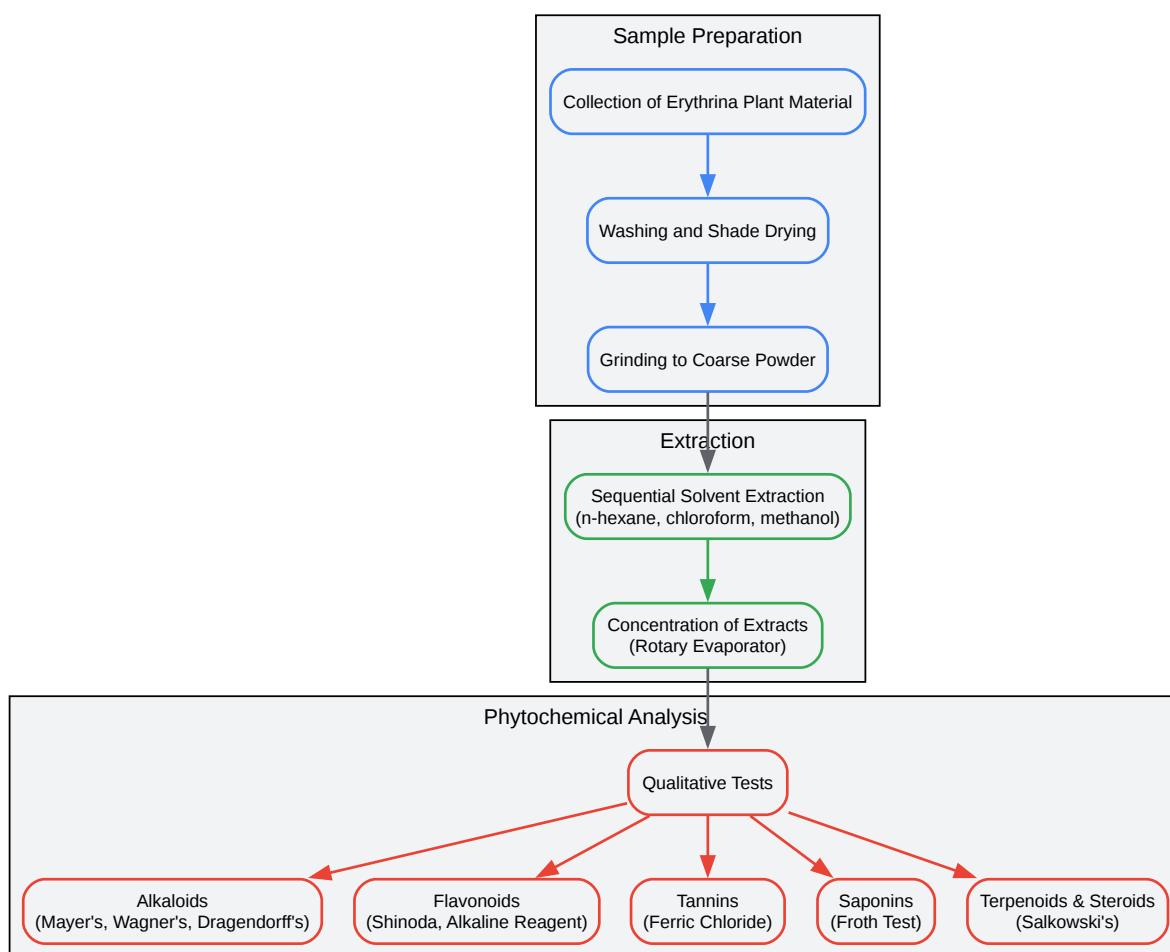 Sample Preparation
Collection of Erythrina Plant Material
Washing and Shade Drying
Grinding to Coarse Powder
Extraction
Sequential Solvent Extraction
(n-hexane, chloroform, methanol)
Concentration of Extracts
(Rotary Evaporator)
Phytochemical Analysis
Qualitative Tests
Alkaloids
(Mayer's, Wagner's, Dragendorff's)
Flavonoids
(Shinoda, Alkaline Reagent)
Tannins
(Ferric Chloride)
Saponins
(Froth Test)
Terpenoids & Steroids
(Salkowski's)